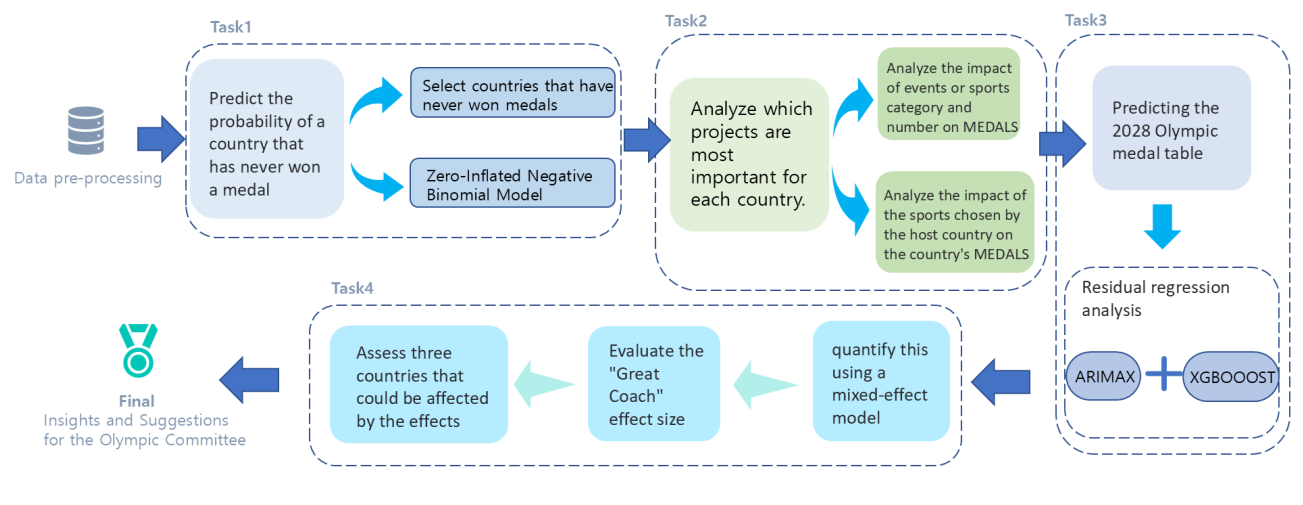 Task1
Task2
Task3
Data pre-processing
Predict the
probability of a
country that
has never won
a medal
Select countries that have
never won medals
Zero-Inflated Negative
Binomial Model
Analyze which
projects are
most
important for
each country.
Analyze the impact
of events or sports
category and
number on MEDALS
Analyze the impact of
the sports chosen by
the host country on
the country's MEDALS
Predicting the
2028 Olympic
medal table
Residual regression
analysis
ARIMAX
XGBOOOST
Task4
quantify this
using a
mixed-effect
model
Evaluate the
"Great
Coach"
effect size
Assess three
countries that
could be affected
by the effects
Final
Insights and Suggestions
for the Olympic Committee